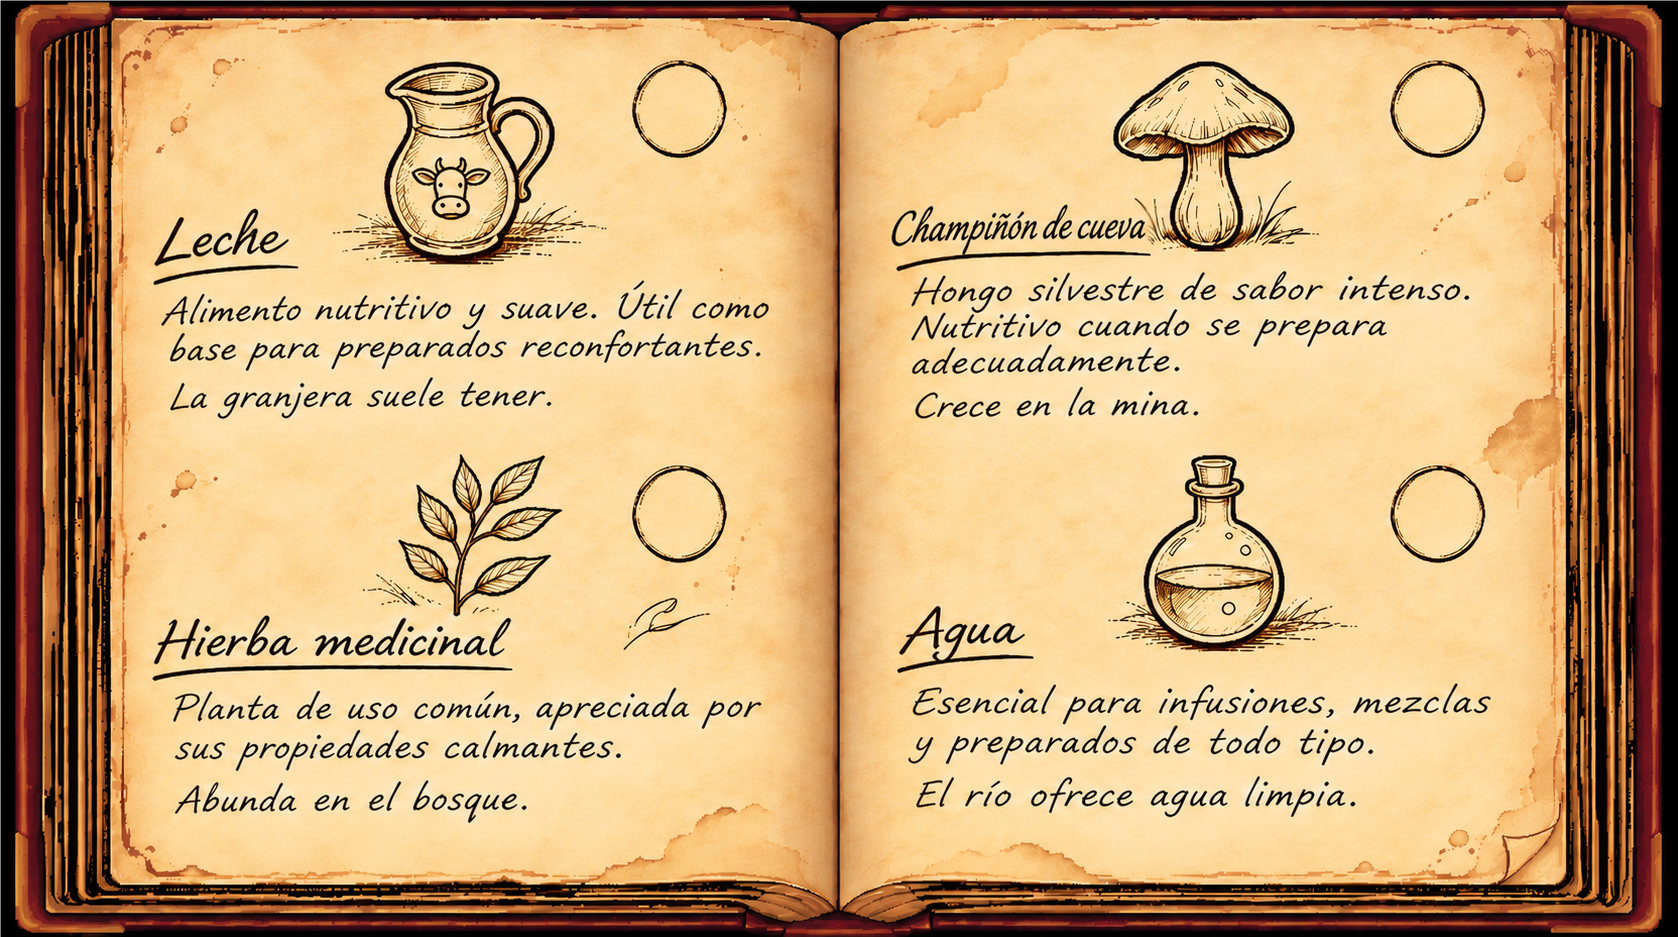 Leche
Alimento nutritivo y suave. Útil como
base para preparados reconfortantes.
La granjera suele tener.
Hierba medicinal
Planta de uso común, apreciada por
sus propiedades calmantes.
Abunda en el bosque.
Champiñón de cueva
Hongo silvestre de sabor intenso.
Nutritivo cuando se prepara
adecuadamente.
Crece en la mina.
Agua
Esencial para infusiones, mezclas
y preparados de todo tipo.
El río ofrece agua limpia.